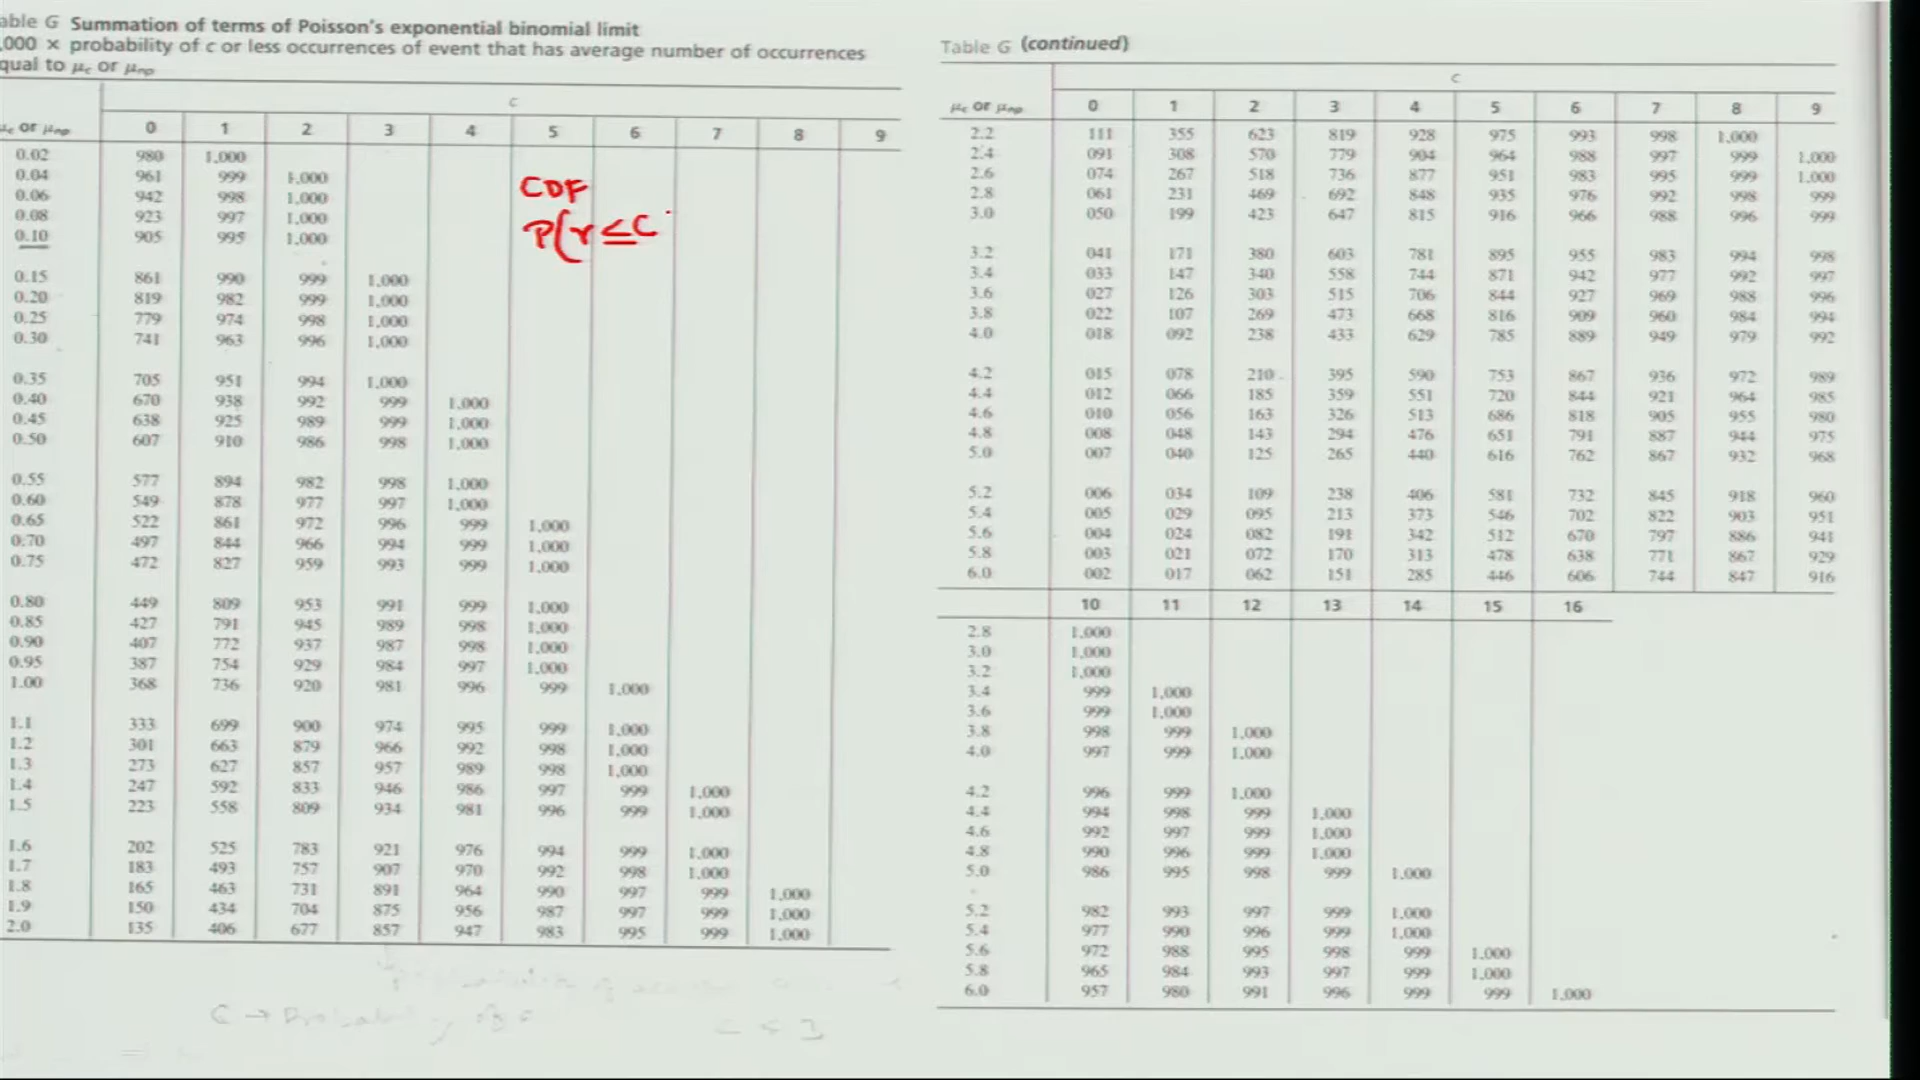 able G Summation of terms of Poisson's exponential binomial limit
,000 × probability of c or less occurrences of event that has average number of occurrences
qual to μc or μnp
c
μc or μnp 0 1 2 3 4 5 6 7 8 9
0.02 980 1,000
0.04 961 999 1,000
0.06 942 998 1,000
0.08 923 997 1,000
0.10 905 995 1,000
0.15 861 990 999 1,000
0.20 819 982 999 1,000
0.25 779 974 998 1,000
0.30 741 963 996 1,000
0.35 705 951 994 1,000
0.40 670 938 992 999 1,000
0.45 638 925 989 999 1,000
0.50 607 910 986 998 1,000
0.55 577 894 982 998 1,000
0.60 549 878 977 997 1,000
0.65 522 861 972 996 999 1,000
0.70 497 844 966 994 999 1,000
0.75 472 827 959 993 999 1,000
0.80 449 809 953 991 999 1,000
0.85 427 791 945 989 998 1,000
0.90 407 772 937 987 998 1,000
0.95 387 754 929 984 997 1,000
1.00 368 736 920 981 996 999 1,000
1.1 333 699 900 974 995 999 1,000
1.2 301 663 879 966 992 998 1,000
1.3 273 627 857 957 989 998 1,000
1.4 247 592 833 946 986 997 999 1,000
1.5 223 558 809 934 981 996 999 1,000
1.6 202 525 783 921 976 994 999 1,000
1.7 183 493 757 907 970 992 998 1,000
1.8 165 463 731 891 964 990 997 999 1,000
1.9 150 434 704 875 956 987 997 999 1,000
2.0 135 406 677 857 947 983 995 999 1,000
CDF
P(r ≤ C
Table G (continued)
c
μc or μnp 0 1 2 3 4 5 6 7 8 9
2.2 111 355 623 819 928 975 993 998 1,000
2.4 091 308 570 779 904 964 988 997 999 1,000
2.6 074 267 518 736 877 951 983 995 999 1,000
2.8 061 231 469 692 848 935 976 992 998 999
3.0 050 199 423 647 815 916 966 988 996 999
3.2 041 171 380 603 781 895 955 983 994 998
3.4 033 147 340 558 744 871 942 977 992 997
3.6 027 126 303 515 706 844 927 969 988 996
3.8 022 107 269 473 668 816 909 960 984 994
4.0 018 092 238 433 629 785 889 949 979 992
4.2 015 078 210 395 590 753 867 936 972 989
4.4 012 066 185 359 551 720 844 921 964 985
4.6 010 056 163 326 513 686 818 905 955 980
4.8 008 048 143 294 476 651 791 887 944 975
5.0 007 040 125 265 440 616 762 867 932 968
5.2 006 034 109 238 406 581 732 845 918 960
5.4 005 029 095 213 373 546 702 822 903 951
5.6 004 024 082 191 342 512 670 797 886 941
5.8 003 021 072 170 313 478 638 771 867 929
6.0 002 017 062 151 285 446 606 744 847 916
10 11 12 13 14 15 16
2.8 1,000
3.0 1,000
3.2 1,000
3.4 999 1,000
3.6 999 1,000
3.8 998 999 1,000
4.0 997 999 1,000
4.2 996 999 1,000
4.4 994 998 999 1,000
4.6 992 997 999 1,000
4.8 990 996 999 1,000
5.0 986 995 998 999 1,000
5.2 982 993 997 999 1,000
5.4 977 990 996 999 1,000
5.6 972 988 995 998 999 1,000
5.8 965 984 993 997 999 1,000
6.0 957 980 991 996 999 999 1,000